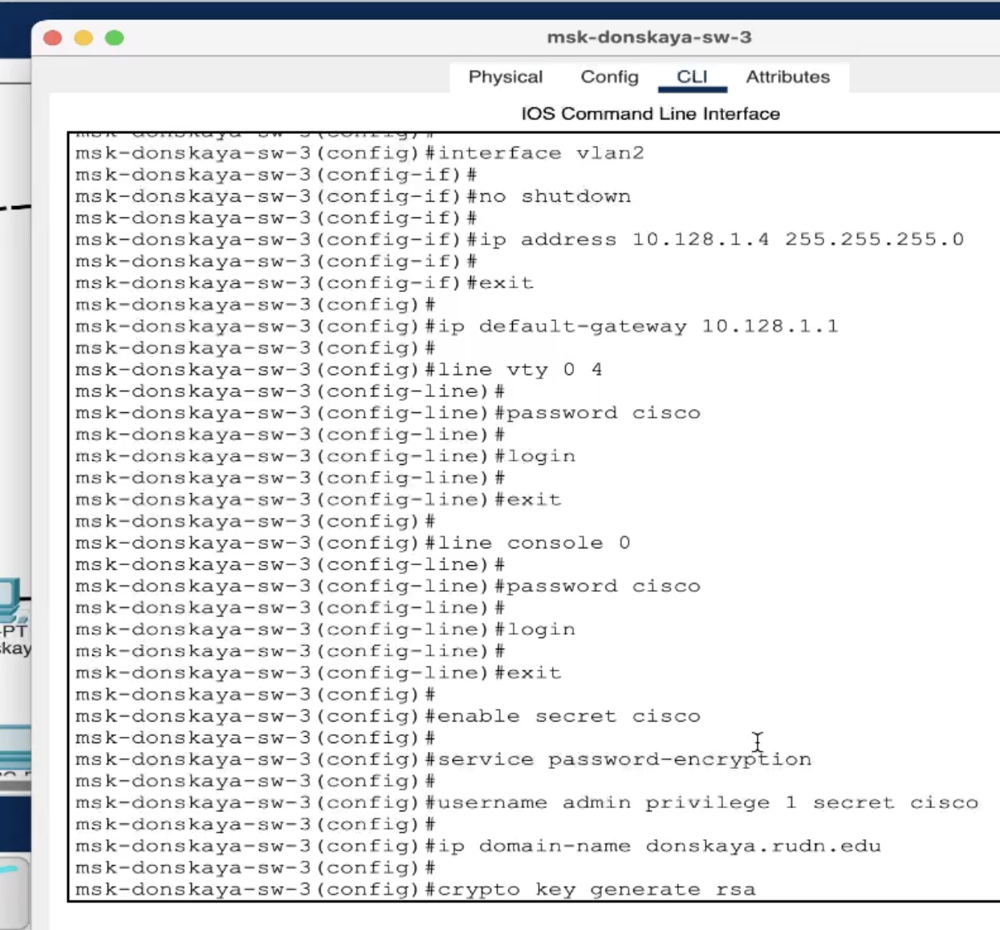 msk-donskaya-sw-3
Physical Config CLI Attributes
IOS Command Line Interface
msk-donskaya-sw-3(config)#
msk-donskaya-sw-3(config)#interface vlan2
msk-donskaya-sw-3(config-if)#
msk-donskaya-sw-3(config-if)#no shutdown
msk-donskaya-sw-3(config-if)#
msk-donskaya-sw-3(config-if)#ip address 10.128.1.4 255.255.255.0
msk-donskaya-sw-3(config-if)#
msk-donskaya-sw-3(config-if)#exit
msk-donskaya-sw-3(config)#
msk-donskaya-sw-3(config)#ip default-gateway 10.128.1.1
msk-donskaya-sw-3(config)#
msk-donskaya-sw-3(config)#line vty 0 4
msk-donskaya-sw-3(config-line)#
msk-donskaya-sw-3(config-line)#password cisco
msk-donskaya-sw-3(config-line)#
msk-donskaya-sw-3(config-line)#login
msk-donskaya-sw-3(config-line)#
msk-donskaya-sw-3(config-line)#exit
msk-donskaya-sw-3(config)#
msk-donskaya-sw-3(config)#line console 0
msk-donskaya-sw-3(config-line)#
msk-donskaya-sw-3(config-line)#password cisco
msk-donskaya-sw-3(config-line)#
msk-donskaya-sw-3(config-line)#login
msk-donskaya-sw-3(config-line)#
msk-donskaya-sw-3(config-line)#exit
msk-donskaya-sw-3(config)#
msk-donskaya-sw-3(config)#enable secret cisco
msk-donskaya-sw-3(config)#
msk-donskaya-sw-3(config)#service password-encryption
msk-donskaya-sw-3(config)#
msk-donskaya-sw-3(config)#username admin privilege 1 secret cisco
msk-donskaya-sw-3(config)#
msk-donskaya-sw-3(config)#ip domain-name donskaya.rudn.edu
msk-donskaya-sw-3(config)#
msk-donskaya-sw-3(config)#crypto key generate rsa
-PT
skay